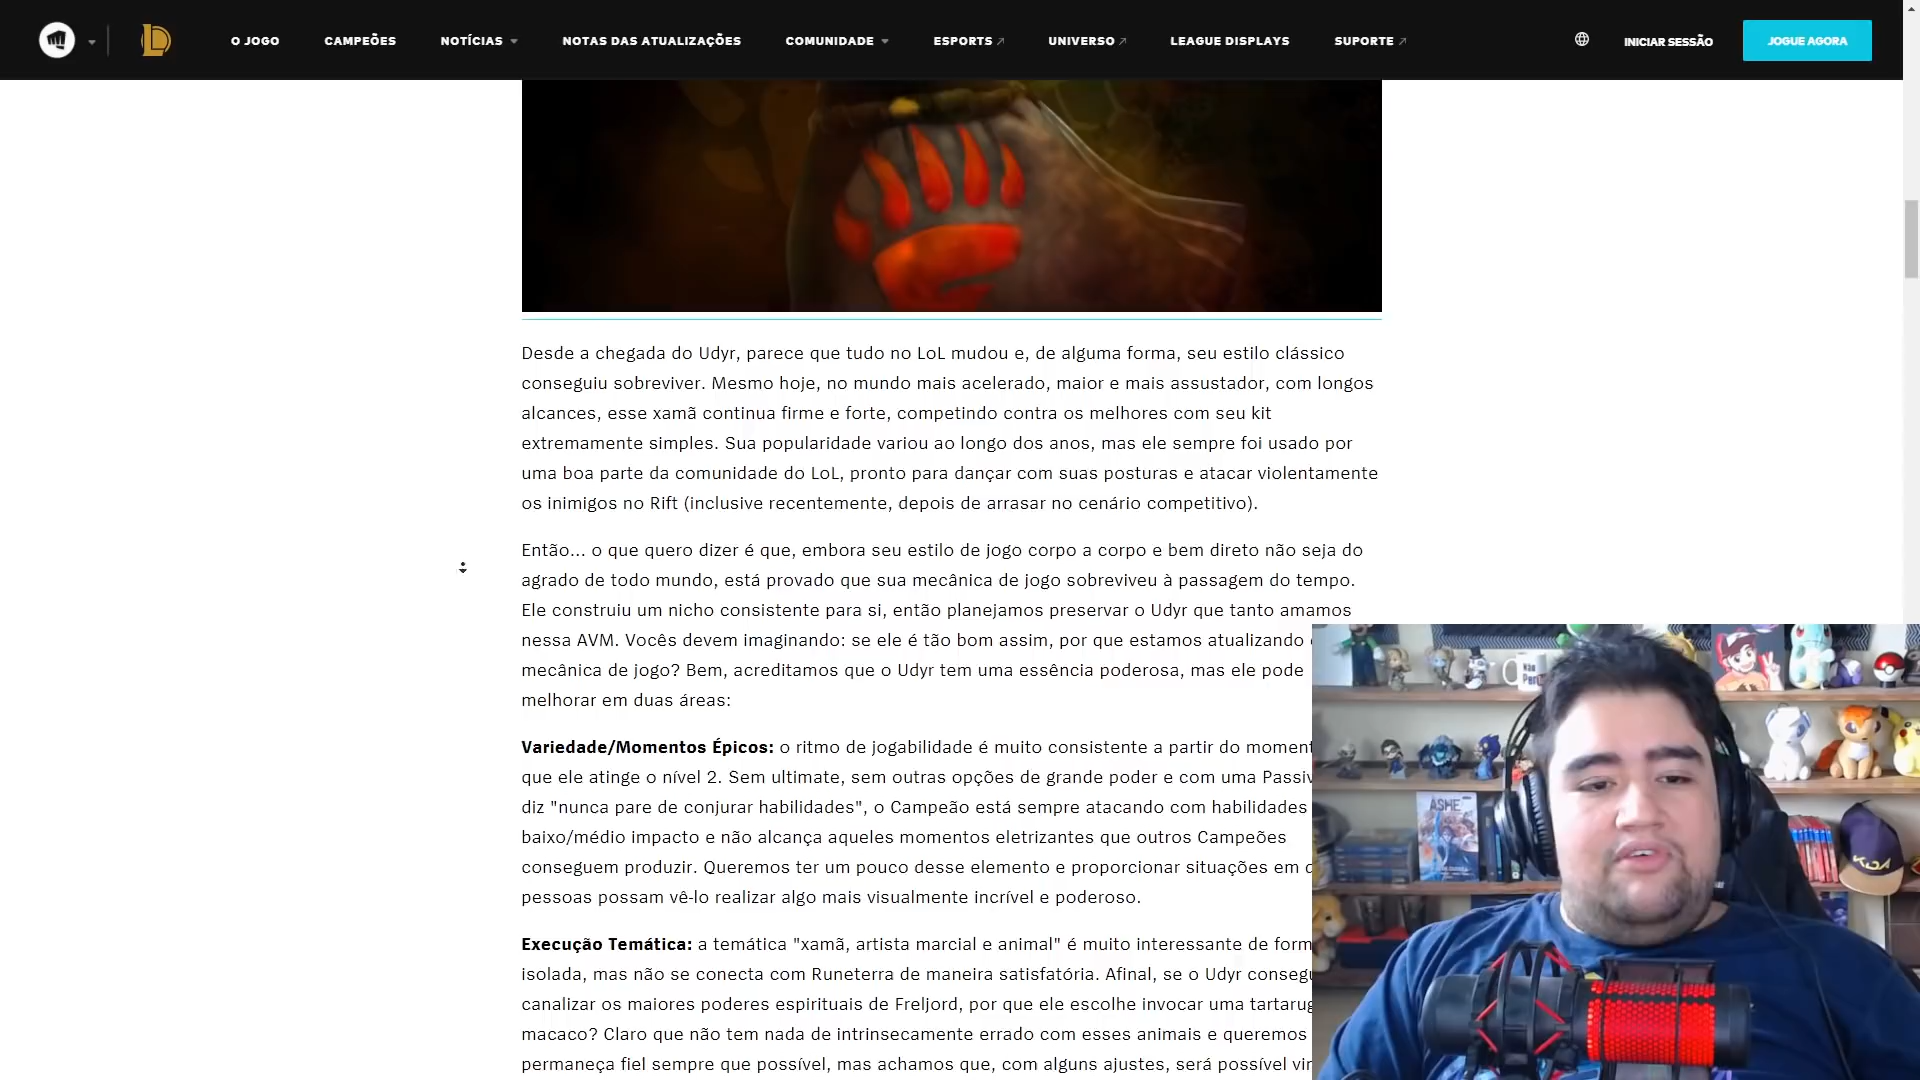 O JOGO
CAMPEÕES
NOTÍCIAS
NOTAS DAS ATUALIZAÇÕES
COMUNIDADE
ESPORTS
UNIVERSO
LEAGUE DISPLAYS
SUPORTE
INICIAR SESSÃO
JOGUE AGORA
Desde a chegada do Udyr, parece que tudo no LoL mudou e, de alguma forma, seu estilo clássico
conseguiu sobreviver. Mesmo hoje, no mundo mais acelerado, maior e mais assustador, com longos
alcances, esse xamã continua firme e forte, competindo contra os melhores com seu kit
extremamente simples. Sua popularidade variou ao longo dos anos, mas ele sempre foi usado por
uma boa parte da comunidade do LoL, pronto para dançar com suas posturas e atacar violentamente
os inimigos no Rift (inclusive recentemente, depois de arrasar no cenário competitivo).
Então... o que quero dizer é que, embora seu estilo de jogo corpo a corpo e bem direto não seja do
agrado de todo mundo, está provado que sua mecânica de jogo sobreviveu à passagem do tempo.
Ele construiu um nicho consistente para si, então planejamos preservar o Udyr que tanto amamos
nessa AVM. Vocês devem imaginando: se ele é tão bom assim, por que estamos atualizando
mecânica de jogo? Bem, acreditamos que o Udyr tem uma essência poderosa, mas ele pode
melhorar em duas áreas:
Variedade/Momentos Épicos: o ritmo de jogabilidade é muito consistente a partir do moment
que ele atinge o nível 2. Sem ultimate, sem outras opções de grande poder e com uma Passiv
diz "nunca pare de conjurar habilidades", o Campeão está sempre atacando com habilidades
baixo/médio impacto e não alcança aqueles momentos eletrizantes que outros Campeões
conseguem produzir. Queremos ter um pouco desse elemento e proporcionar situações em
pessoas possam vê-lo realizar algo mais visualmente incrível e poderoso.
Execução Temática: a temática "xamã, artista marcial e animal" é muito interessante de form
isolada, mas não se conecta com Runeterra de maneira satisfatória. Afinal, se o Udyr consegu
canalizar os maiores poderes espirituais de Freljord, por que ele escolhe invocar uma tartarug
macaco? Claro que não tem nada de intrinsecamente errado com esses animais e queremos
permaneça fiel sempre que possível, mas achamos que, com alguns ajustes, será possível vir
ASHE